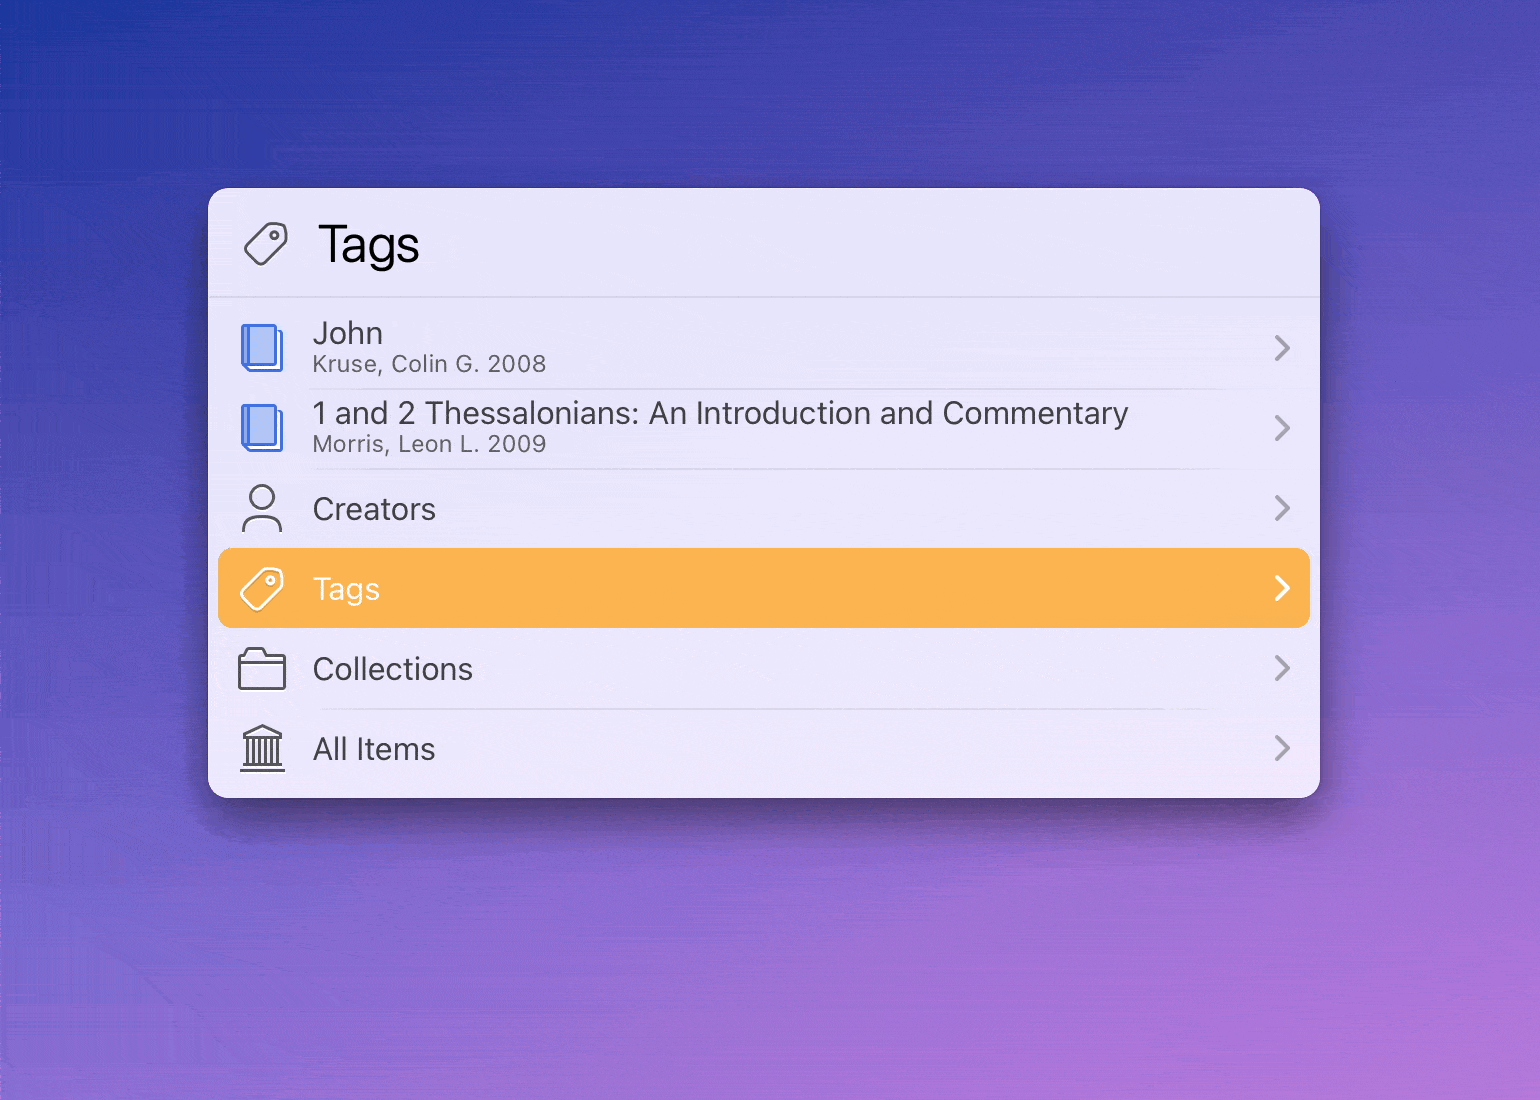 Tags
John
Kruse, Colin G. 2008
1 and 2 Thessalonians: An Introduction and Commentary
Morris, Leon L. 2009
Creators
Tags
Collections
All Items